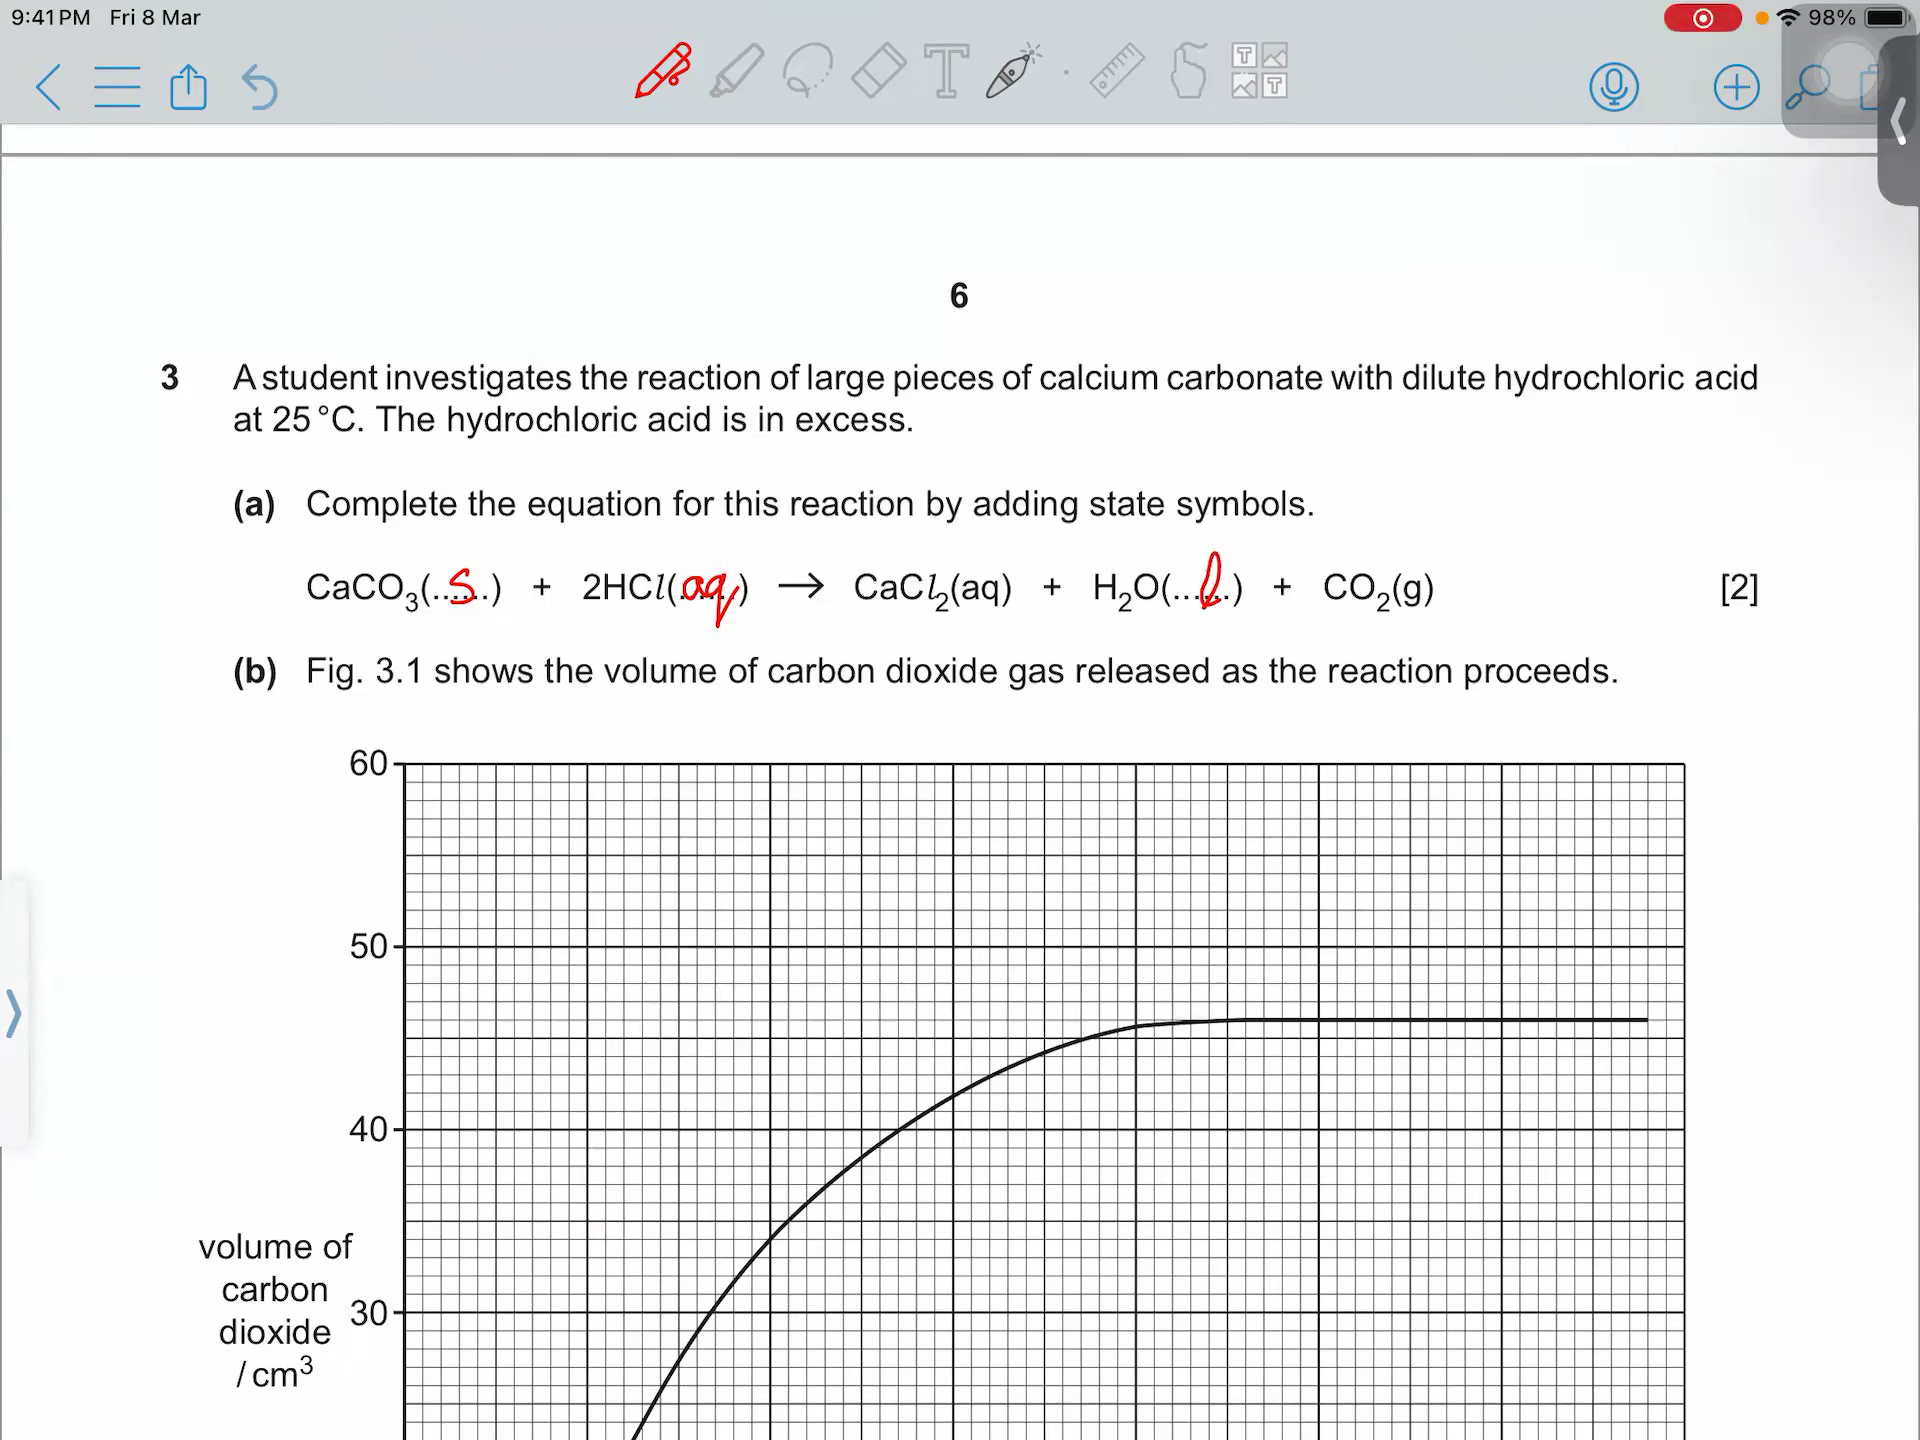 9:41 PM Fri 8 Mar 98%
6
3 A student investigates the reaction of large pieces of calcium carbonate with dilute hydrochloric acid
at 25 °C. The hydrochloric acid is in excess.
(a) Complete the equation for this reaction by adding state symbols.
CaCO₃(...s...) + 2HCl(aq) → CaCl₂(aq) + H₂O(...l...) + CO₂(g) [2]
(b) Fig. 3.1 shows the volume of carbon dioxide gas released as the reaction proceeds.
60
50
40
30
volume of
carbon
dioxide
/ cm³